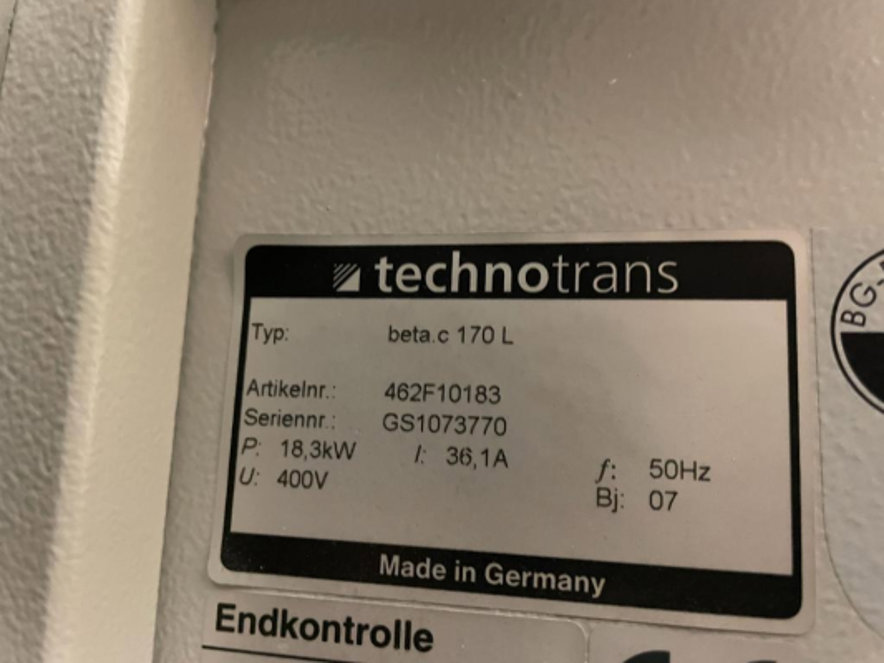 technotrans
Typ: beta.c 170 L
Artikelnr.: 462F10183
Seriennr.: GS1073770
P: 18,3kW I: 36,1A f: 50Hz
U: 400V Bj: 07
Made in Germany
Endkontrolle
BG-